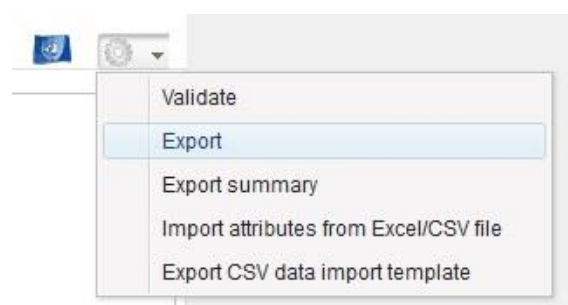 Validate
Export
Export summary
Import attributes from Excel/CSV file
Export CSV data import template